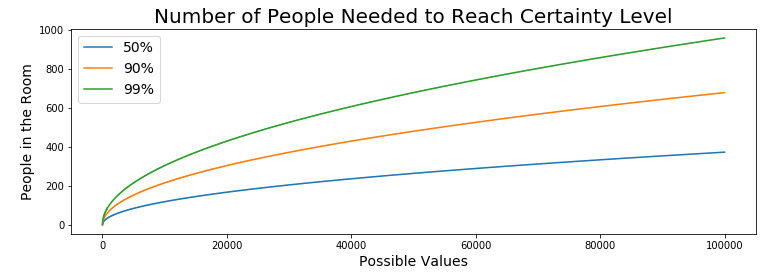 Number of People Needed to Reach Certainty Level
People in the Room
1000
800
600
400
200
0
50%
90%
99%
0 20000 40000 60000 80000 100000
Possible Values